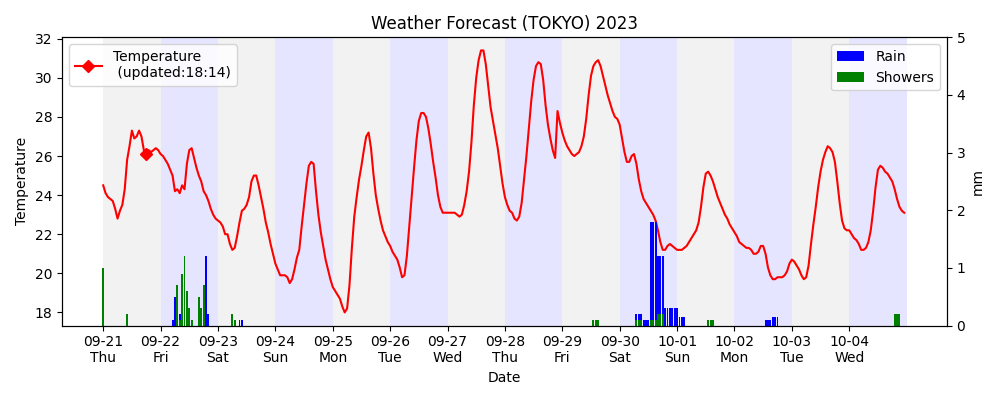 Weather Forecast (TOKYO) 2023
Temperature
(updated:18:14)
Rain
Showers
32
30
28
26
24
22
20
18
Temperature
5
4
3
2
1
0
mm
09-21 09-22 09-23 09-24 09-25 09-26 09-27 09-28 09-29 09-30 10-01 10-02 10-03 10-04
Thu Fri Sat Sun Mon Tue Wed Thu Fri Sat Sun Mon Tue Wed
Date